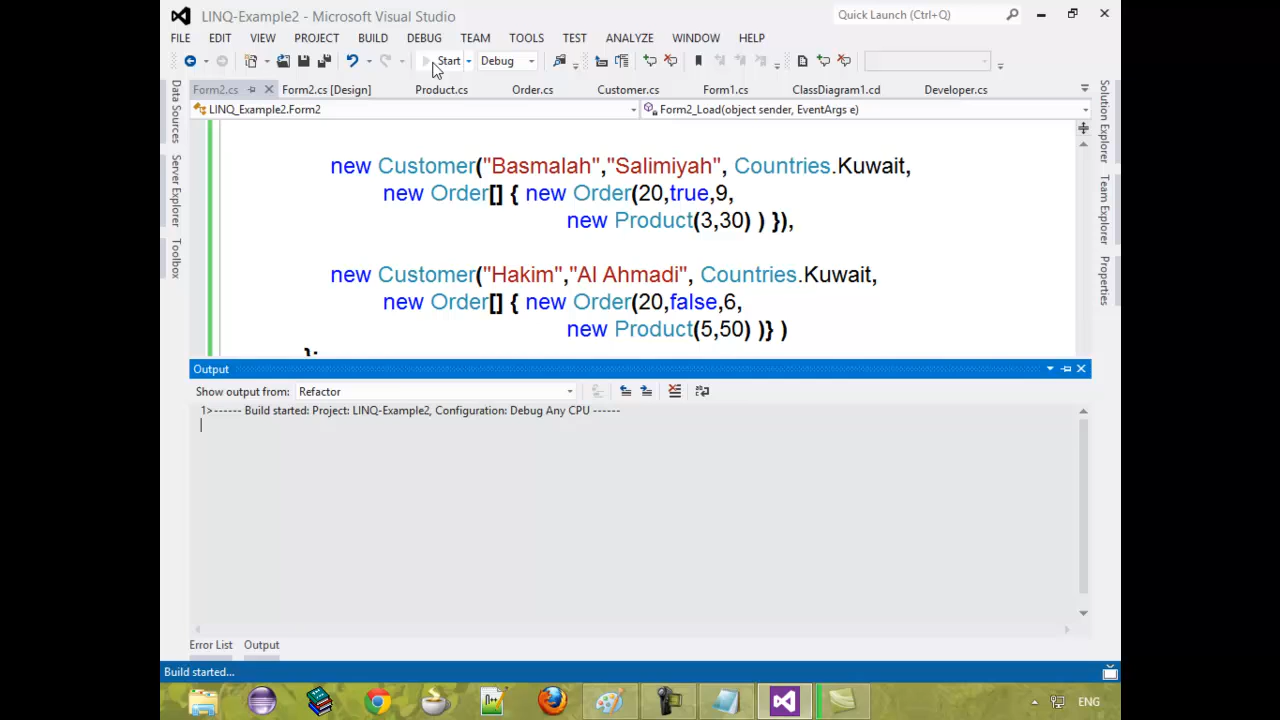 LINQ-Example2 - Microsoft Visual Studio
Quick Launch (Ctrl+Q)
FILE EDIT VIEW PROJECT BUILD DEBUG TEAM TOOLS TEST ANALYZE WINDOW HELP
Start Debug
Form2.cs Form2.cs [Design] Product.cs Order.cs Customer.cs Form1.cs ClassDiagram1.cd Developer.cs
LINQ_Example2.Form2 Form2_Load(object sender, EventArgs e)
Data Sources
Server Explorer
Toolbox
new Customer("Basmalah","Salimiyah", Countries.Kuwait,
new Order[] { new Order(20,true,9,
new Product(3,30) ) }),
new Customer("Hakim","Al Ahmadi", Countries.Kuwait,
new Order[] { new Order(20,false,6,
new Product(5,50) )} )
};
Solution Explorer
Team Explorer
Properties
Output
Show output from: Refactor
1>------ Build started: Project: LINQ-Example2, Configuration: Debug Any CPU ------
Error List Output
Build started...
ENG